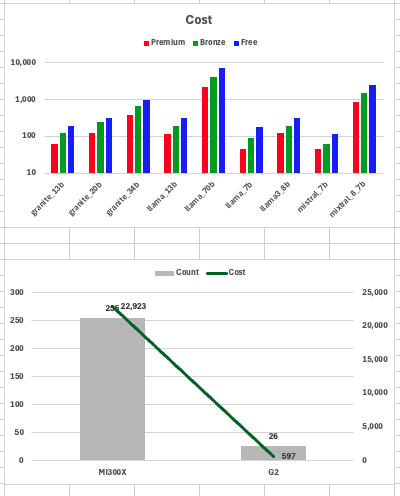 Cost
Premium Bronze Free
10,000
1,000
100
10
granite_13b granite_20b granite_34b llama_13b llama_70b llama_7b llama3_8b mistral_7b mixtral_8_7b
Count Cost
300 25,000
250 20,000
200 15,000
150 10,000
100 5,000
50 0
0
22,923
26
597
MI300X G2